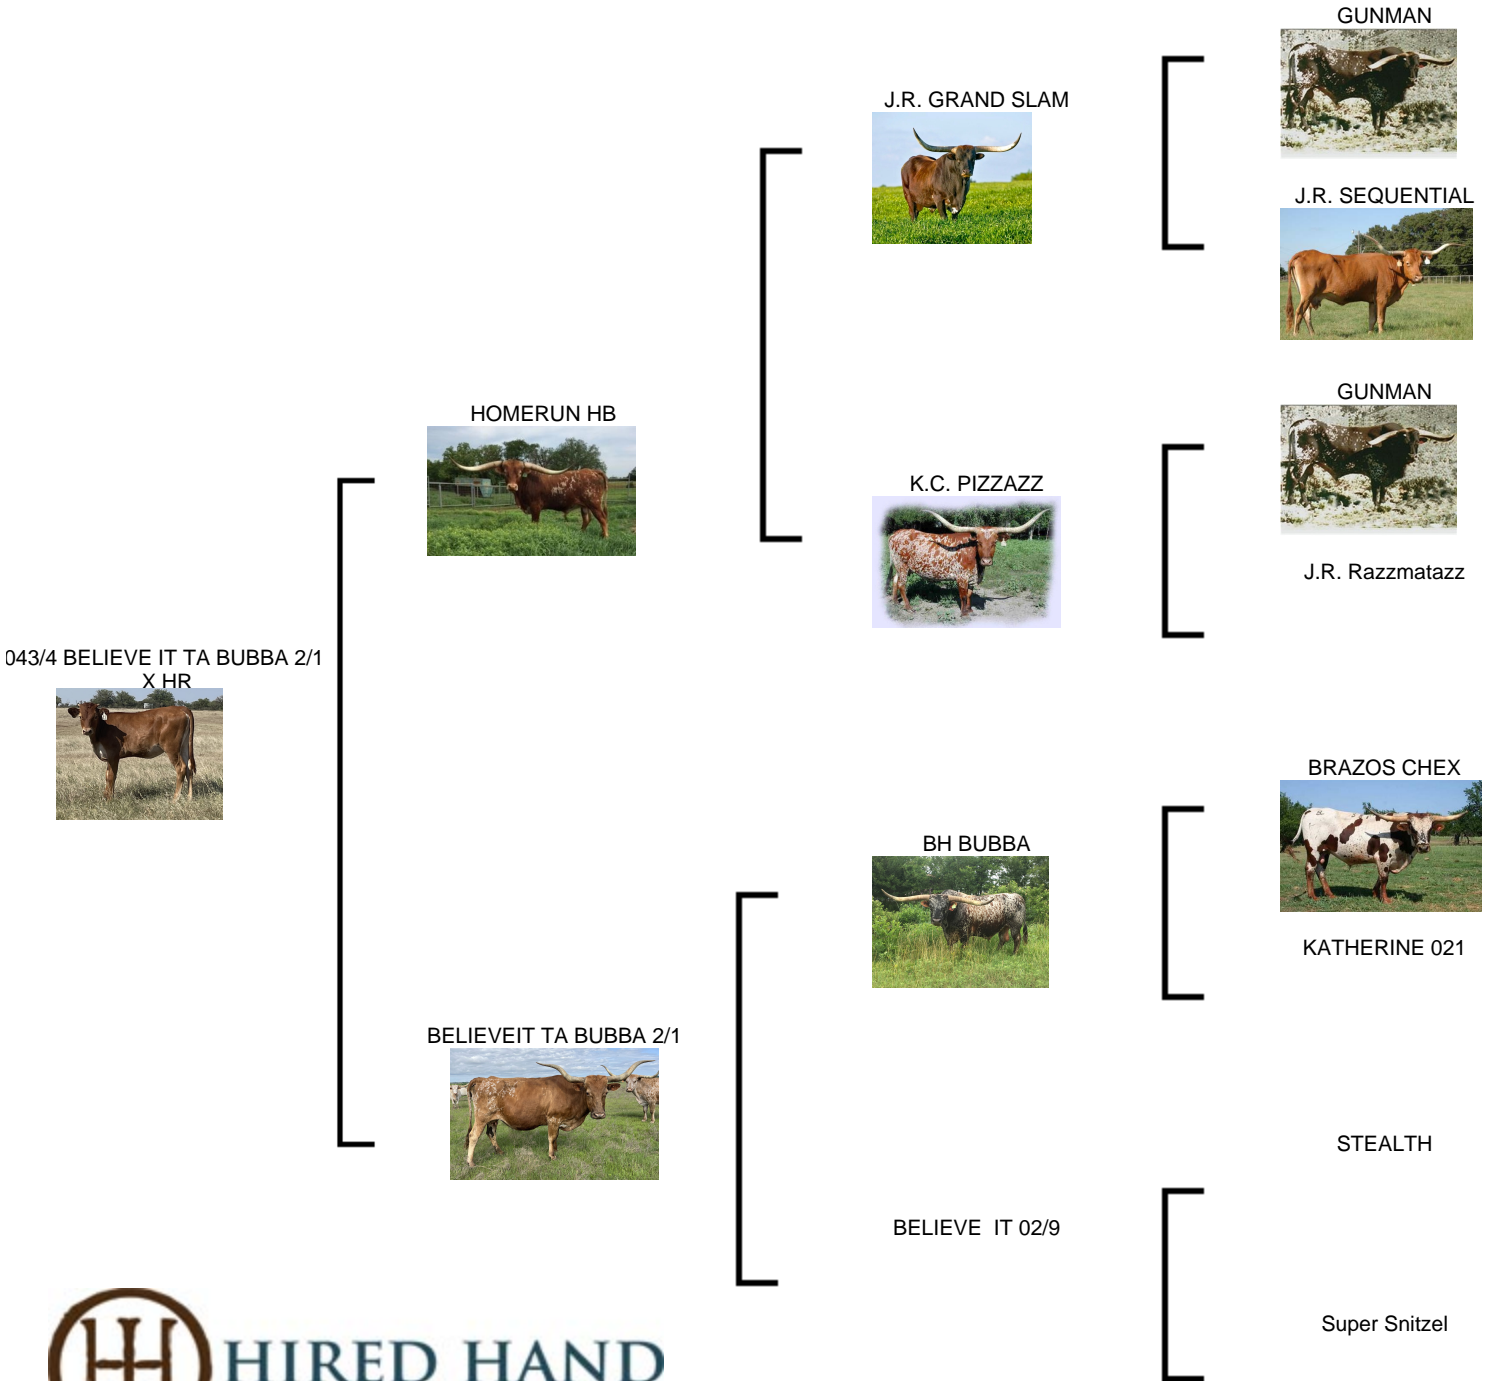 GUNMAN
J.R. GRAND SLAM
J.R. SEQUENTIAL
HOMERUN HB
GUNMAN
K.C. PIZZAZZ
J.R. Razzmatazz
043/4 BELIEVE IT TA BUBBA 2/1
X HR
BRAZOS CHEX
BH BUBBA
KATHERINE 021
BELIEVEIT TA BUBBA 2/1
STEALTH
BELIEVE  IT 02/9
Super Snitzel
HIRED HAND